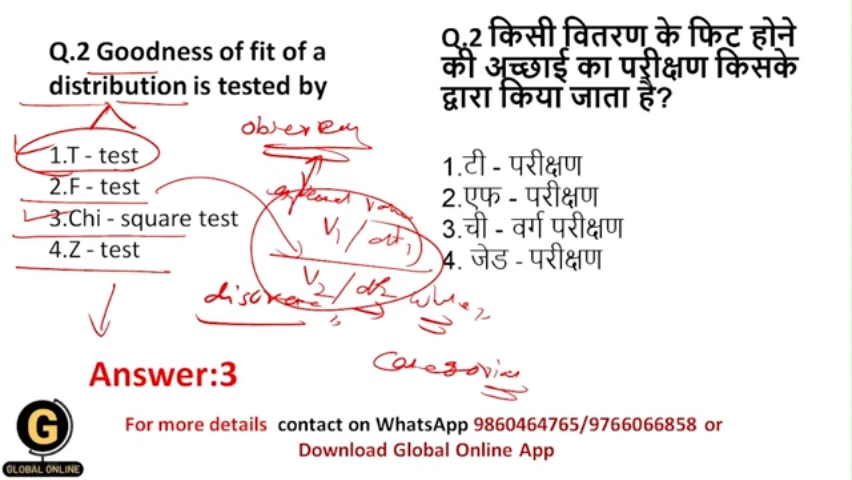 Q.2 Goodness of fit of a
distribution is tested by
1.T - test
2.F - test
3.Chi - square test
4.Z - test
Q.2 किसी वितरण के फिट होने
की अच्छाई का परीक्षण किसके
द्वारा किया जाता है?
1.टी - परीक्षण
2.एफ - परीक्षण
3.ची - वर्ग परीक्षण
4. जेड - परीक्षण
V1 / df1
V2 / df2
Answer:3
G
GLOBAL ONLINE
For more details contact on WhatsApp 9860464765/9766066858 or
Download Global Online App